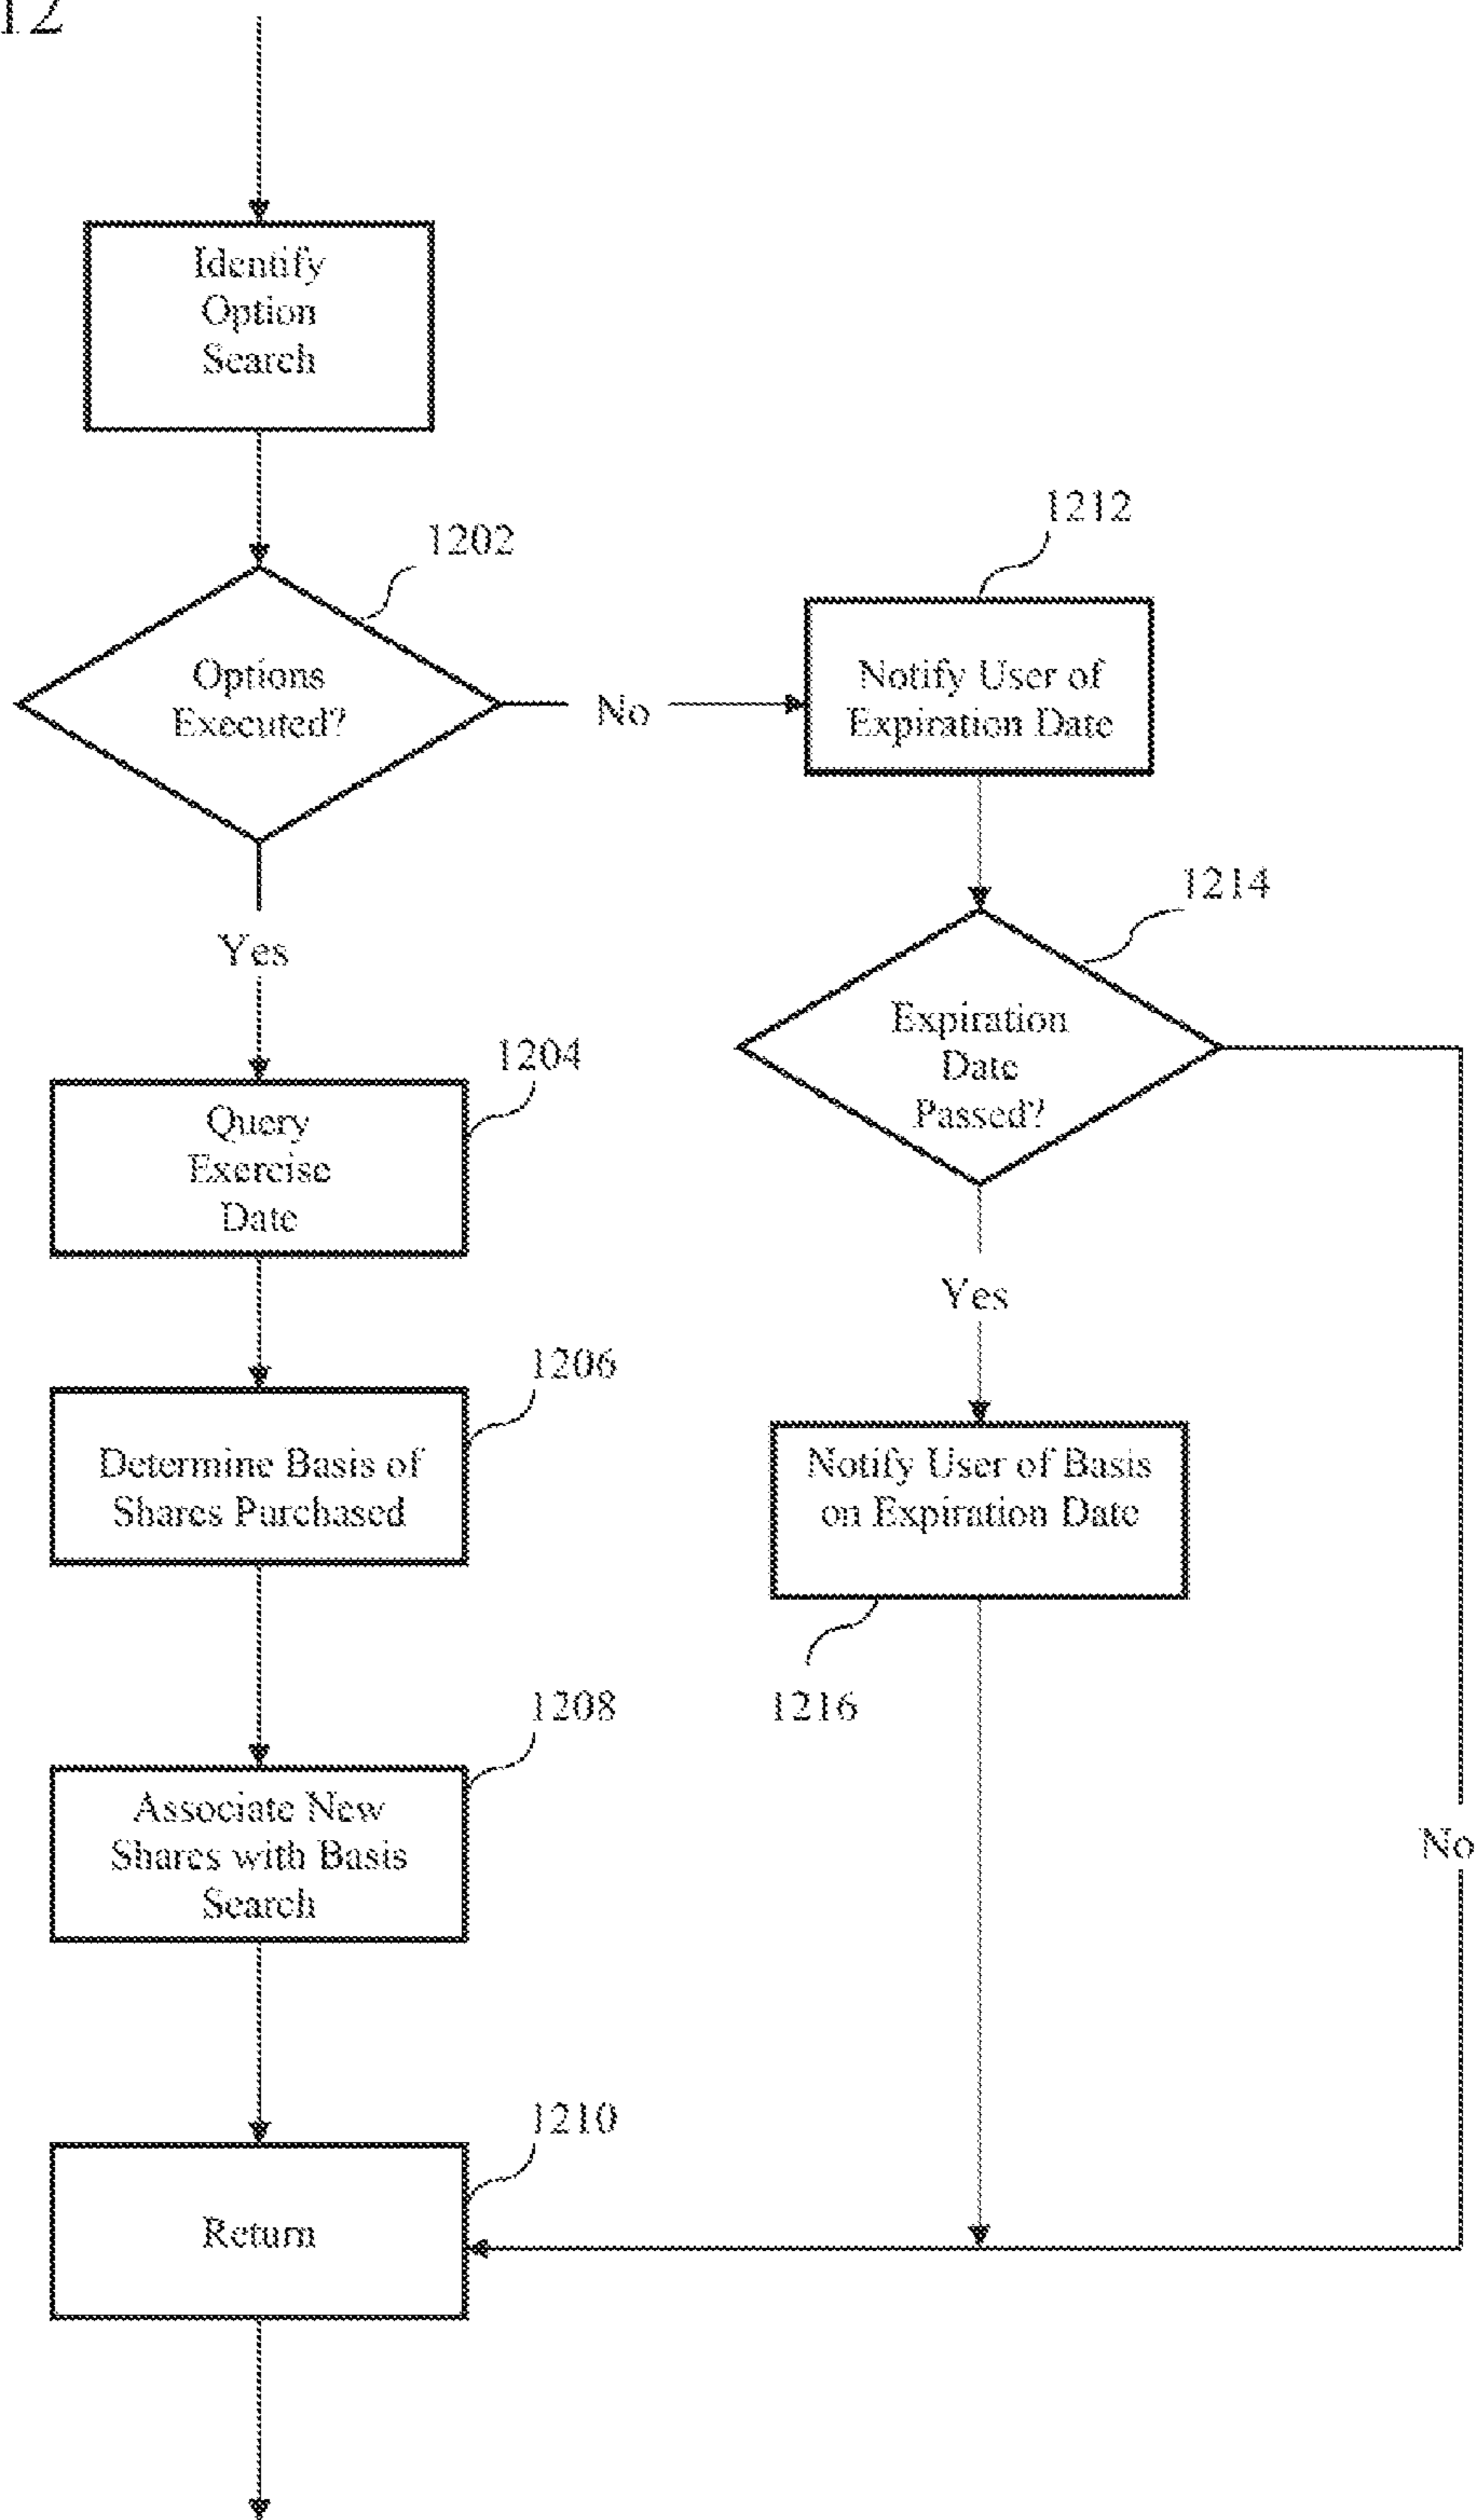 12
Identify
Option
Search
1202
Options
Executed?
No
1212
Notify User of
Expiration Date
1214
Expiration
Date
Passed?
Yes
1204
Query
Exercise
Date
Yes
1206
Determine Basis of
Shares Purchased
Notify User of Basis
on Expiration Date
1216
1208
Associate New
Shares with Basis
Search
No
1210
Return